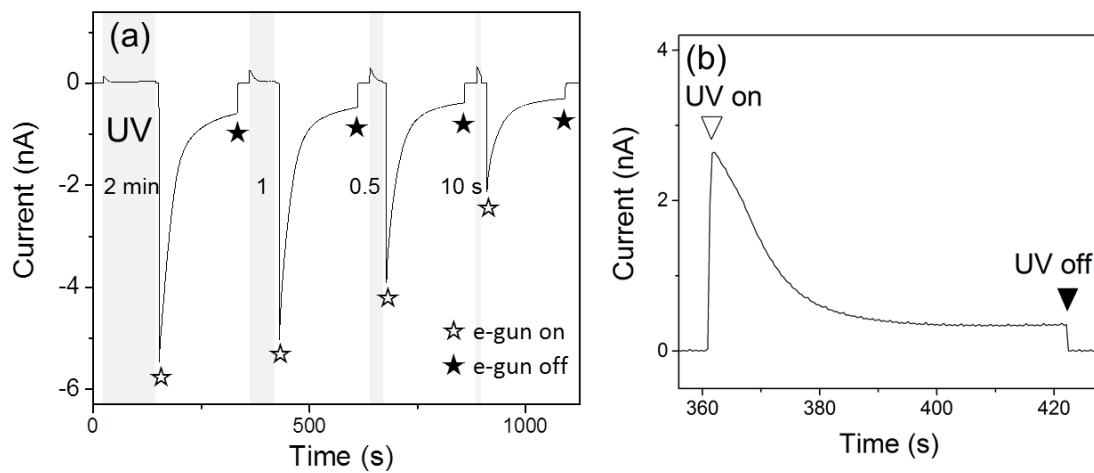 (a)
0
-2
-4
-6
Current (nA)
UV
2 min
1
0.5
10 s
☆ e-gun on
★ e-gun off
0
500
1000
Time (s)
(b)
4
2
0
Current (nA)
UV on
UV off
360
380
400
420
Time (s)